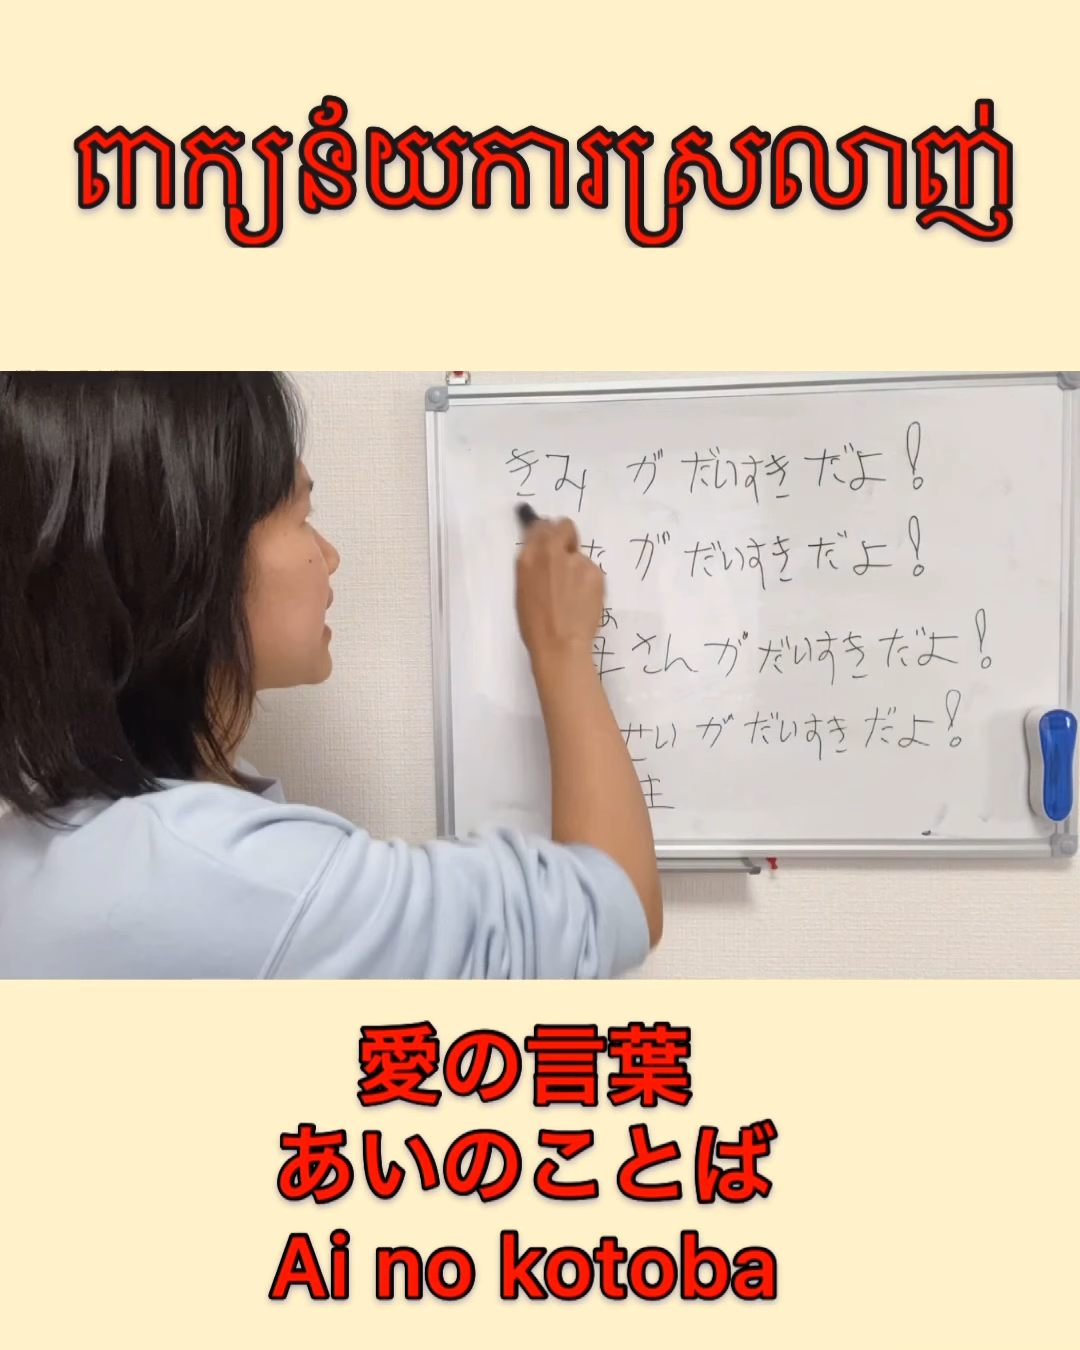 ពាក្យន័យការស្រលាញ់
きみ が だいすき だよ!
が だいすき だよ!
母さん が だいすき だよ!
せい が だいすき だよ!
生
愛の言葉
あいのことば
Ai no kotoba